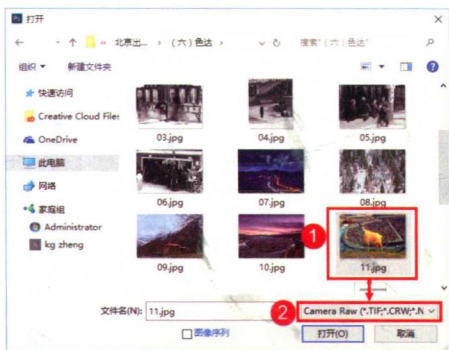 打开
« 北京出... › （六）色达 ›
搜索"（六）色达"
组织 新建文件夹
快速访问
Creative Cloud Files
OneDrive
此电脑
网络
家庭组
Administrator
kg zheng
03.jpg 04.jpg 05.jpg
06.jpg 07.jpg 08.jpg
09.jpg 10.jpg 11.jpg
1
文件名(N): 11.jpg
2 Camera Raw (*.TIF;*.CRW;*.N
图像序列
打开(O) 取消